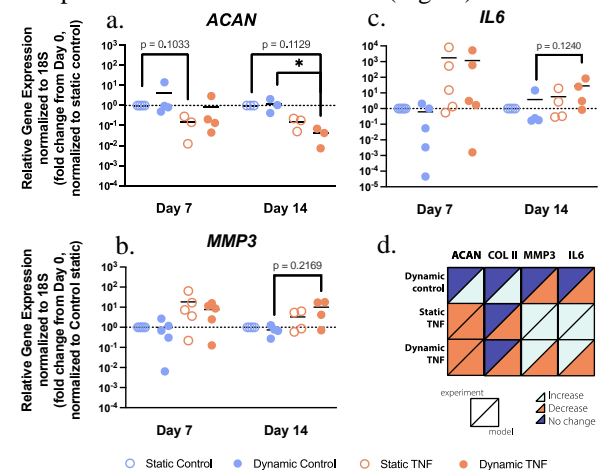 a.
ACAN
Relative Gene Expression
normalized to 18S
(fold change from Day 0,
normalized to static control)
10³
10²
10¹
10⁰
10⁻¹
10⁻²
10⁻³
10⁻⁴
p = 0.1033
p = 0.1129
*
Day 7
Day 14
c.
IL6
10⁴
10³
10²
10¹
10⁰
10⁻¹
10⁻²
10⁻³
10⁻⁴
10⁻⁵
p = 0.1240
Day 7
Day 14
b.
MMP3
Relative Gene Expression
normalized to 18S
(fold change from Day 0,
normalized to Control static)
10³
10²
10¹
10⁰
10⁻¹
10⁻²
10⁻³
10⁻⁴
p = 0.2169
Day 7
Day 14
d.
ACAN COL II MMP3 IL6
Dynamic
control
Static
TNF
Dynamic
TNF
experiment
model
Increase
Decrease
No change
Static Control Dynamic Control Static TNF Dynamic TNF